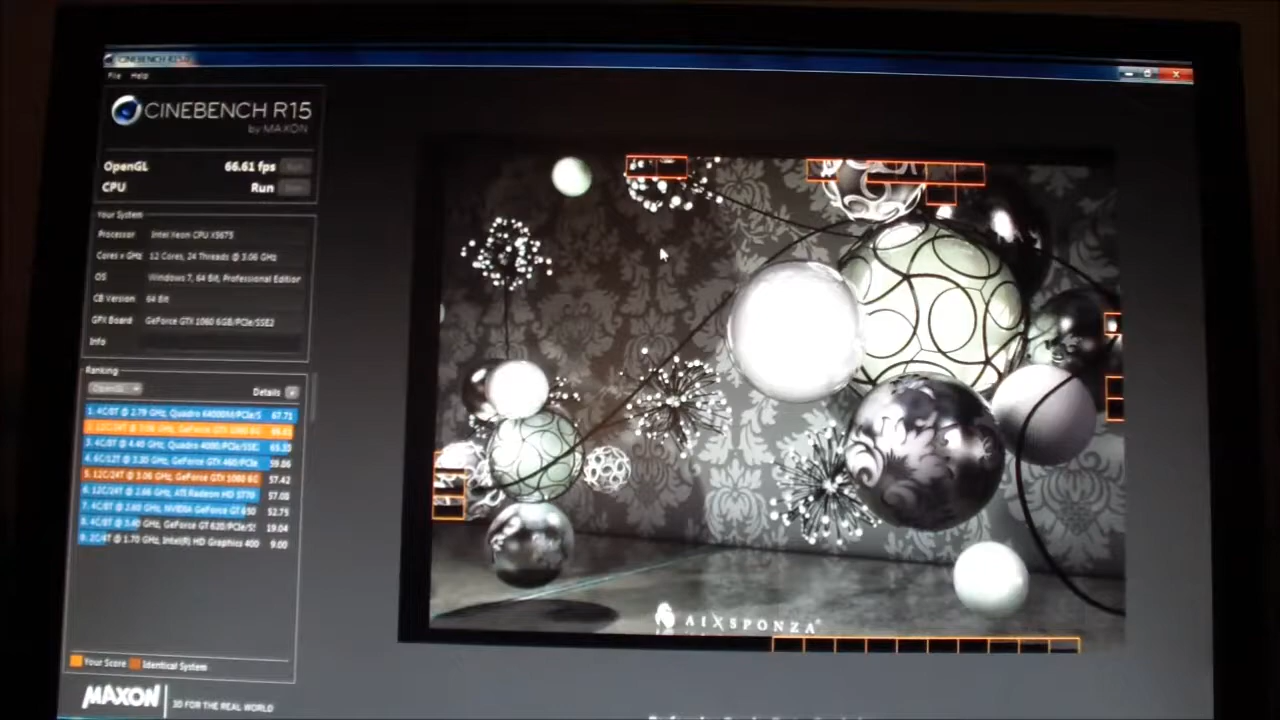 CINEBENCH R15.0
File Help
CINEBENCH R15
by MAXON
OpenGL 66.61 fps
CPU Run
Your System
Processor Intel Xeon CPU X5675
Cores x GHz 12 Cores, 24 Threads @ 3.06 GHz
OS Windows 7, 64 Bit, Professional Edition
CB Version 64 Bit
GFX Board GeForce GTX 1060 6GB/PCIe/SSE2
Info
Ranking
OpenGL Details
1. 4C/8T @ 2.79 GHz, Quadro K4000M/PCIe/S 67.71
3. 4C/8T @ 4.40 GHz, Quadro 4000/PCIe/SSE
4. 6C/12T @ 3.30 GHz, GeForce GTX 460/PCIe 59.86
5. 12C/24T @ 3.06 GHz, GeForce GTX 1060 6G 57.42
6. 12C/24T @ 2.66 GHz, ATI Radeon HD 5770 57.08
7. 4C/8T @ 2.60 GHz, NVIDIA GeForce GT 650 52.75
8. 4C/8T @ 3.40 GHz, GeForce GT 620/PCIe/S 19.04
9. 2C/4T @ 1.70 GHz, Intel(R) HD Graphics 400 9.00
AIXSPONZA
Your Score Identical System
MAXON 3D FOR THE REAL WORLD